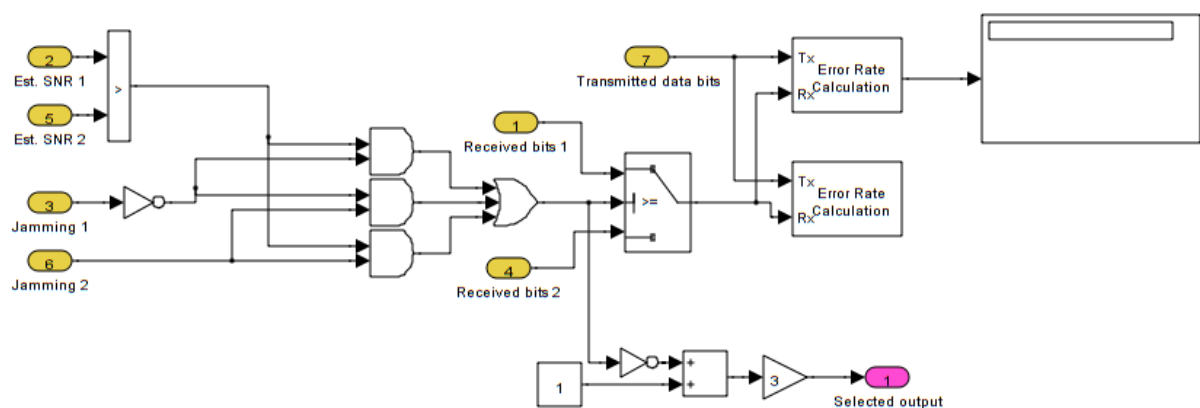 2
Est. SNR 1
5
Est. SNR 2
>
3
Jamming 1
6
Jamming 2
1
Received bits 1
>=
4
Received bits 2
7
Transmitted data bits
Tx
Rx
Error Rate
Calculation
Tx
Rx
Error Rate
Calculation
1
+
+
3
1
Selected output